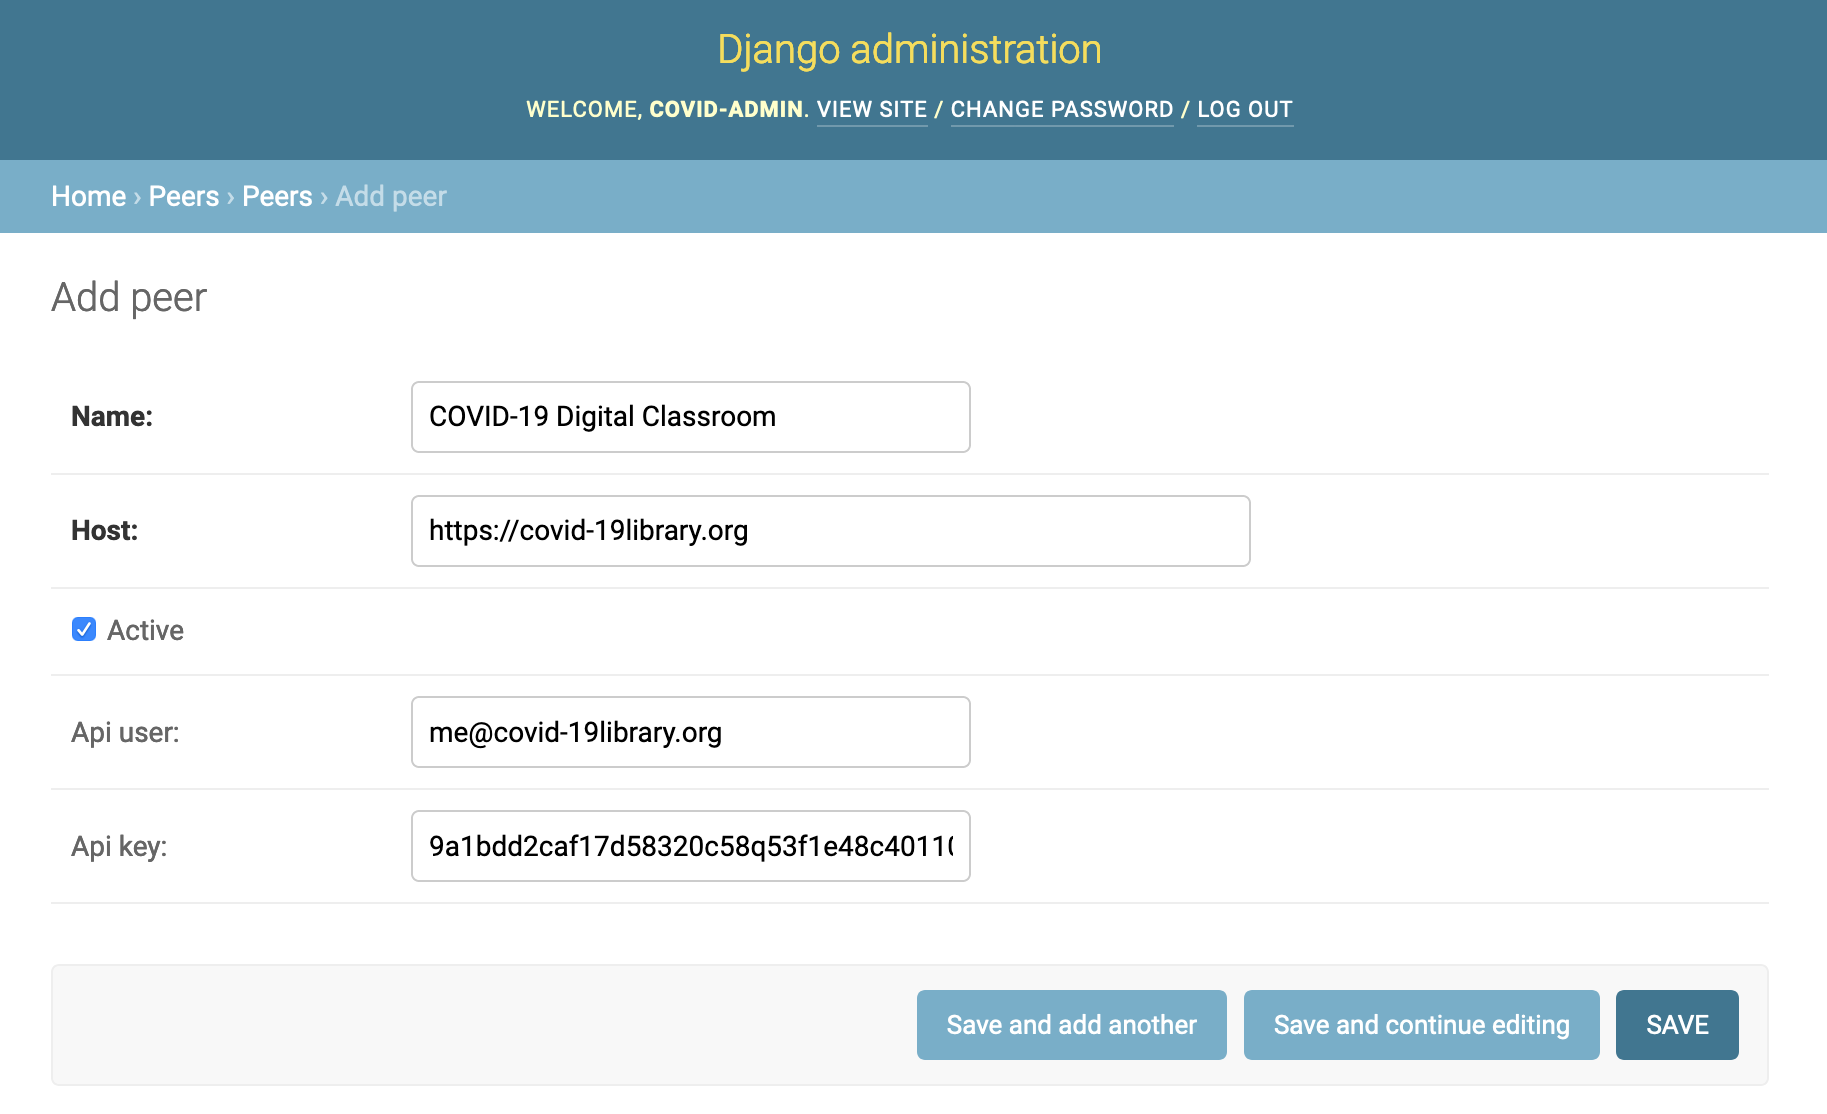 Django administration
WELCOME, COVID-ADMIN. VIEW SITE / CHANGE PASSWORD / LOG OUT
Home › Peers › Peers › Add peer
Add peer
Name: COVID-19 Digital Classroom
Host: https://covid-19library.org
Active
Api user: me@covid-19library.org
Api key: 9a1bdd2caf17d58320c58q53f1e48c40110
Save and add another Save and continue editing SAVE